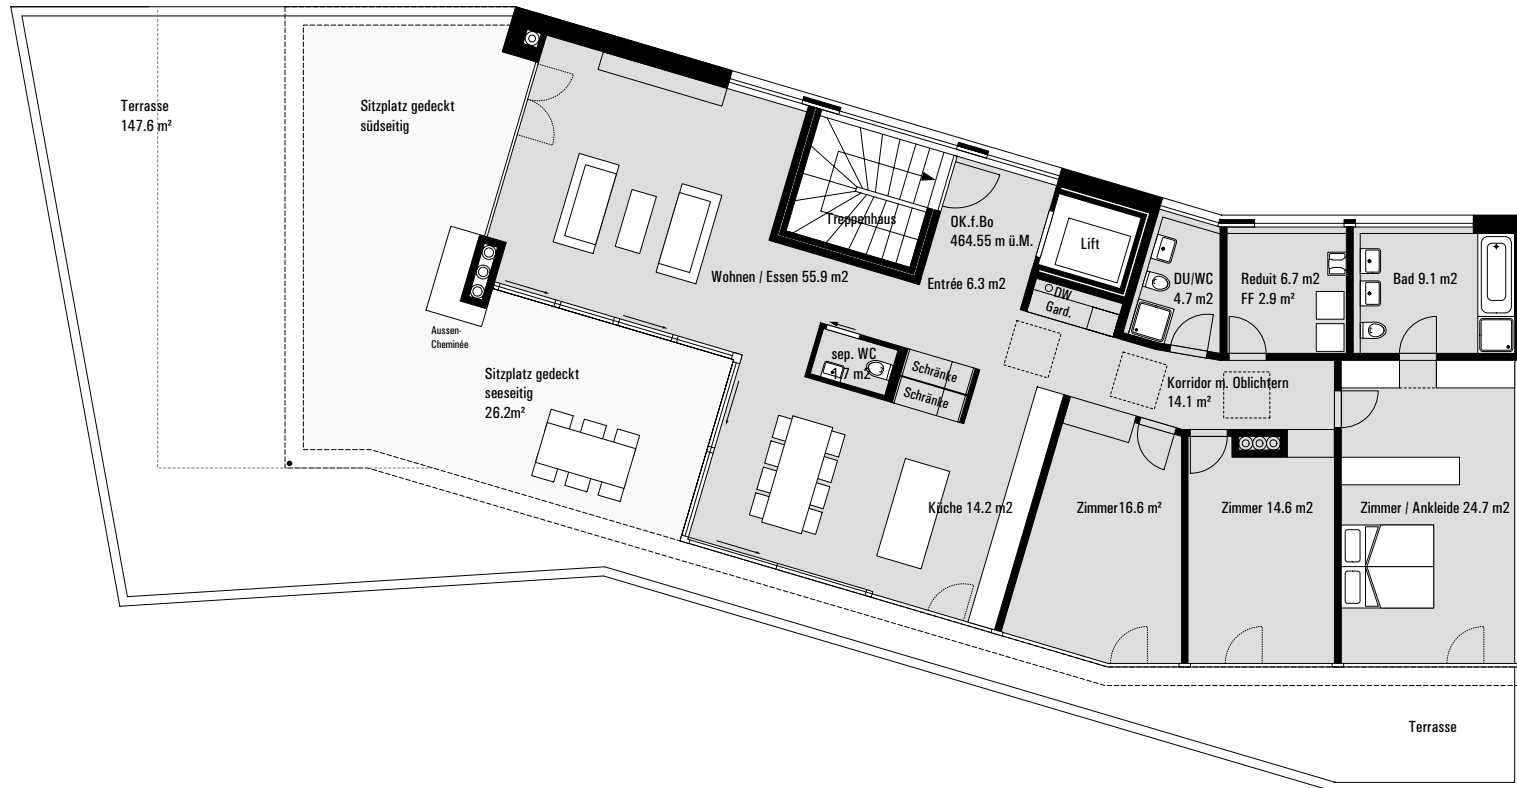 Terrasse
147.6 m²
Sitzplatz gedeckt
südseitig
Treppenhaus
OK.f.Bo
464.55 m ü.M.
Lift
Wohnen / Essen 55.9 m2
Entrée 6.3 m2
DW
Gard.
DU/WC
4.7 m2
Reduit 6.7 m2
FF 2.9 m²
Bad 9.1 m2
Aussen-
Cheminée
sep. WC
1.7 m2
Schränke
Schränke
Sitzplatz gedeckt
seeseitig
26.2m²
Korridor m. Oblichtern
14.1 m²
Küche 14.2 m2
Zimmer16.6 m²
Zimmer 14.6 m2
Zimmer / Ankleide 24.7 m2
Terrasse